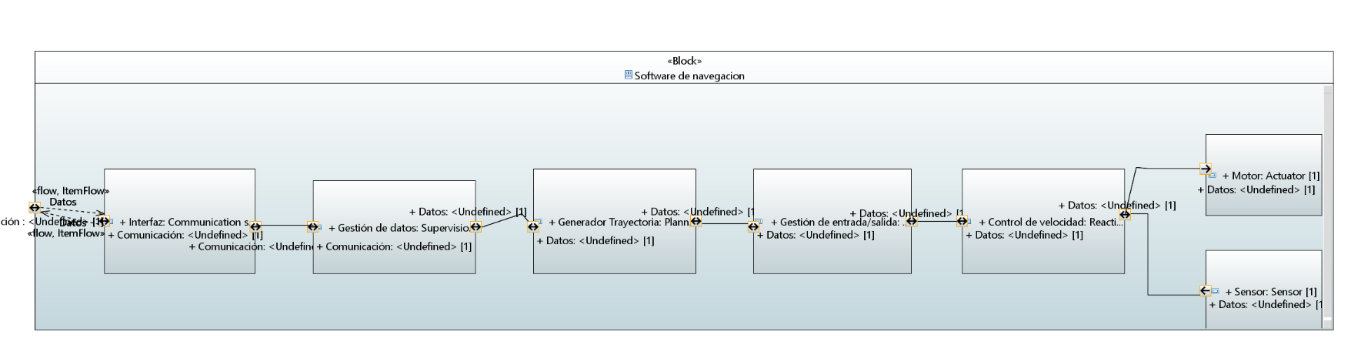 «Block»
Software de navegacion
«flow, ItemFlow»
Datos
ción : <Undefined>
«flow, ItemFlow»
+ Interfaz: Communication s...
+ Comunicación: <Undefined> [1]
+ Comunicación: <Undefin
+ Gestión de datos: Supervisio
+ Comunicación: <Undefined> [1]
+ Datos: <Undefined> [1]
+ Generador Trayectoria: Plann
+ Datos: <Undefined> [1]
+ Datos: <Undefined> [1
+ Gestión de entrada/salida: ...
+ Datos: <Undefined> [1]
+ Datos: <Undefined> [1]
+ Control de velocidad: Reacti...
+ Datos: <Undefined> [1]
+ Datos: <Undefined> [1]
+ Motor: Actuator [1]
+ Datos: <Undefined> [1]
+ Sensor: Sensor [1]
+ Datos: <Undefined> [1